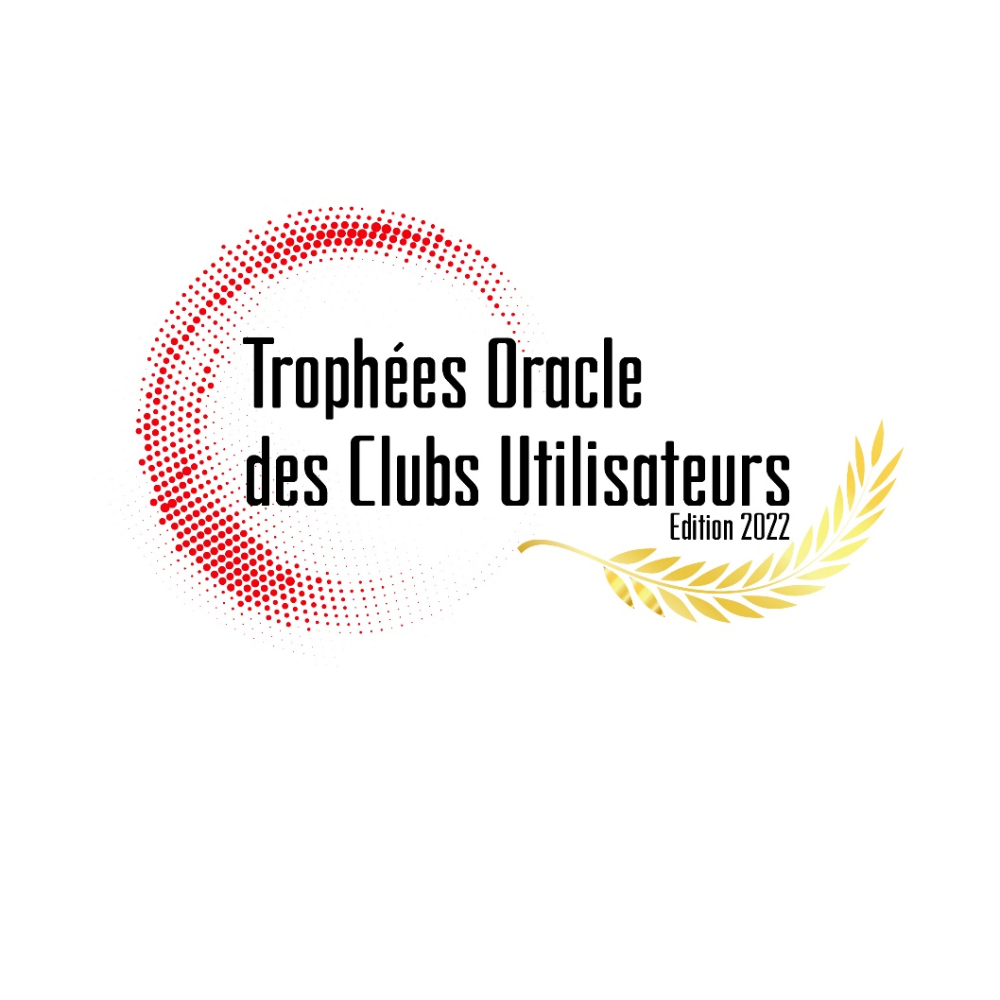 Trophées Oracle
des Clubs Utilisateurs
Edition 2022